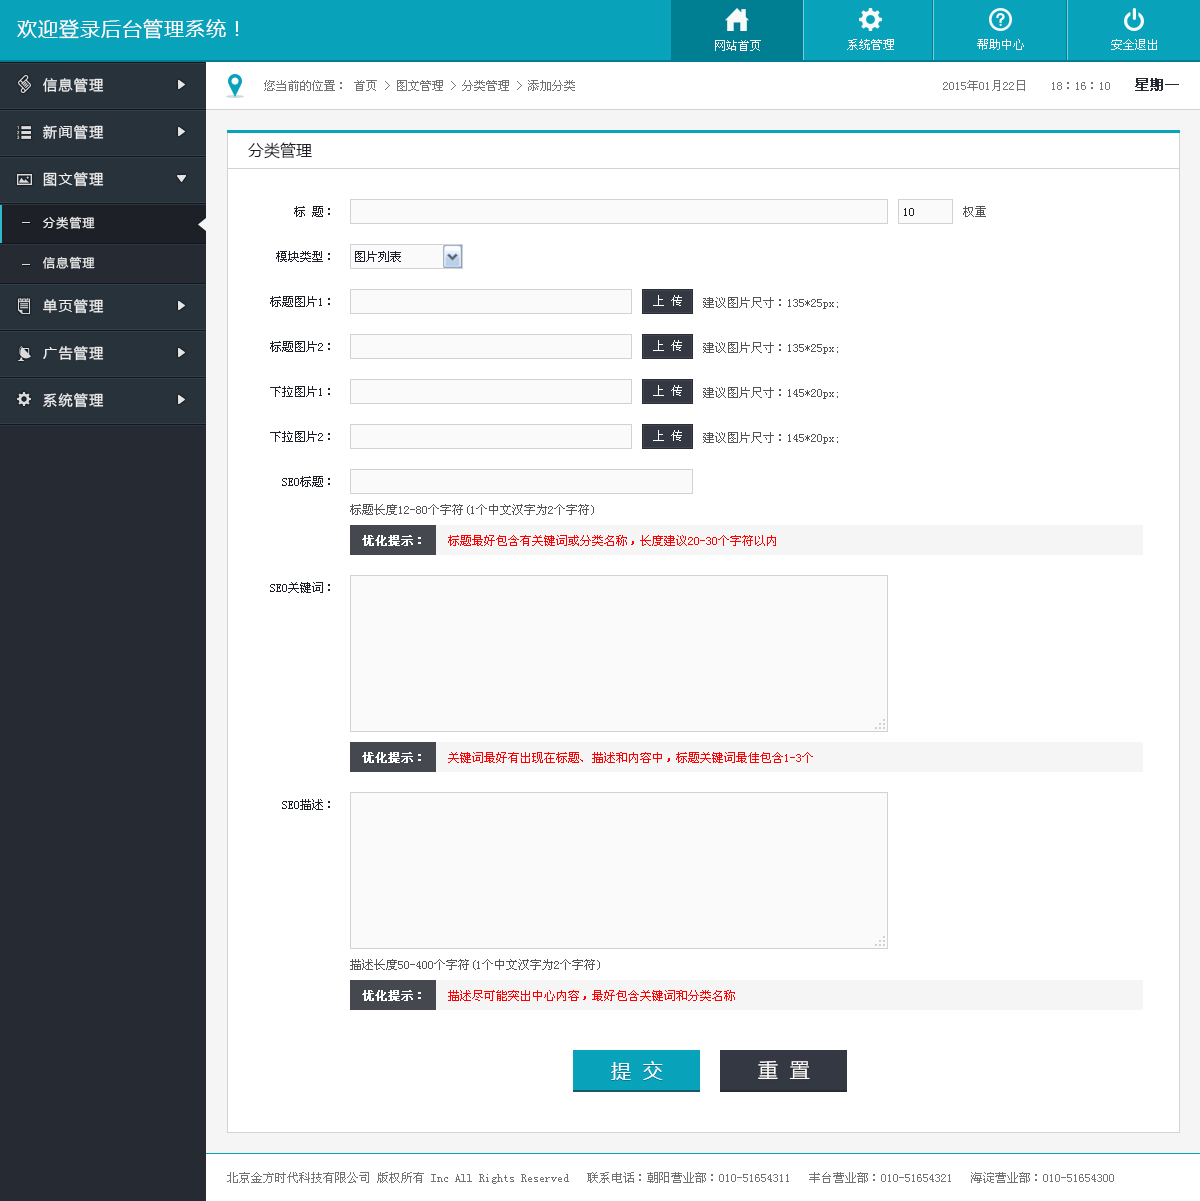 欢迎登录后台管理系统！
网站首页 系统管理 帮助中心 安全退出
信息管理
新闻管理
图文管理
分类管理
信息管理
单页管理
广告管理
系统管理
您当前的位置： 首页 > 图文管理 > 分类管理 > 添加分类
2015年01月22日 18：16：10 星期一
分类管理
标 题： 10 权重
模块类型： 图片列表
标题图片1： 上 传 建议图片尺寸：135*25px;
标题图片2： 上 传 建议图片尺寸：135*25px;
下拉图片1： 上 传 建议图片尺寸：145*20px;
下拉图片2： 上 传 建议图片尺寸：145*20px;
SEO标题：
标题长度12-80个字符(1个中文汉字为2个字符)
优化提示： 标题最好包含有关键词或分类名称，长度建议20-30个字符以内
SEO关键词：
优化提示： 关键词最好有出现在标题、描述和内容中，标题关键词最佳包含1-3个
SEO描述：
描述长度50-400个字符(1个中文汉字为2个字符)
优化提示： 描述尽可能突出中心内容，最好包含关键词和分类名称
提 交 重 置
北京金方时代科技有限公司 版权所有 Inc All Rights Reserved 联系电话：朝阳营业部：010-51654311 丰台营业部：010-51654321 海淀营业部：010-51654300